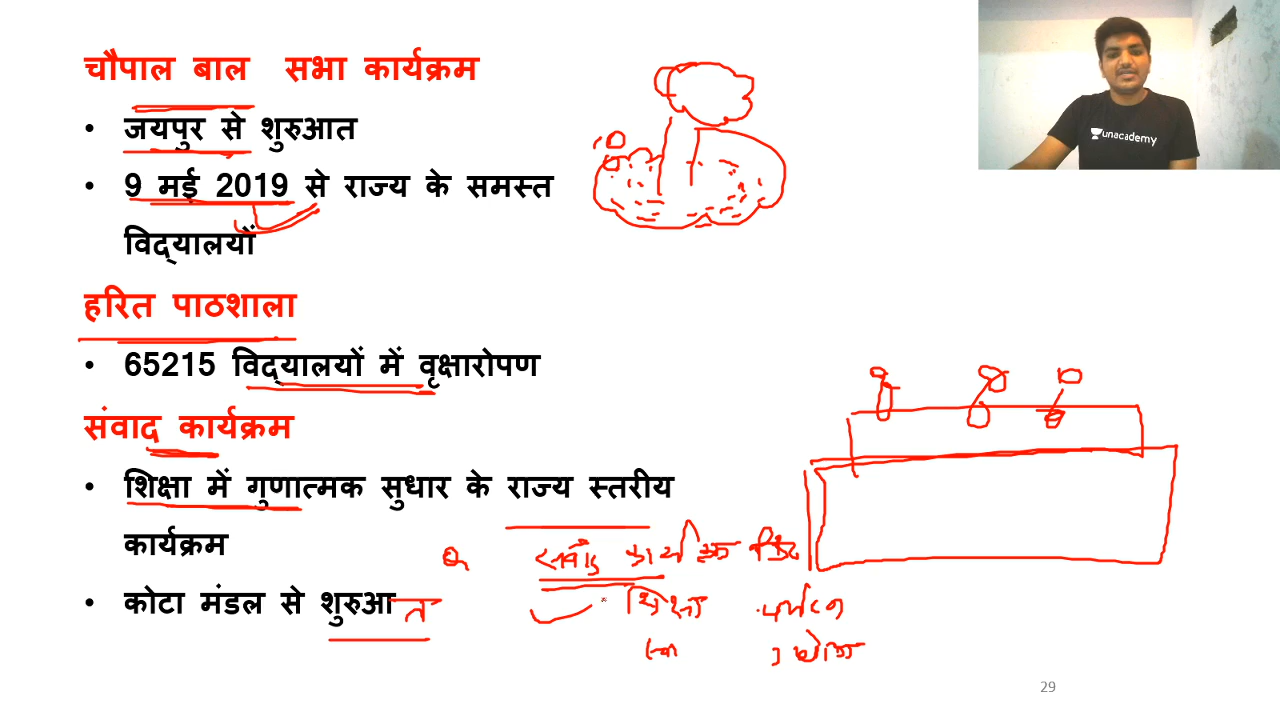 चौपाल बाल सभा कार्यक्रम
• जयपुर से शुरुआत
• 9 मई 2019 से राज्य के समस्त
विद्यालयों
हरित पाठशाला
• 65215 विद्यालयों में वृक्षारोपण
संवाद कार्यक्रम
• शिक्षा में गुणात्मक सुधार के राज्य स्तरीय
कार्यक्रम
• कोटा मंडल से शुरुआत
unacademy
29